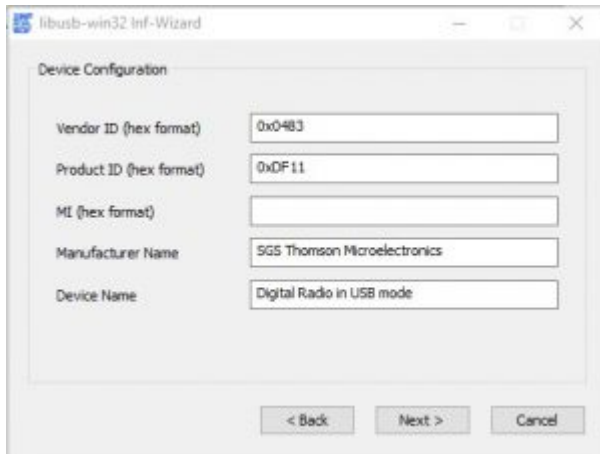 libusb-win32 Inf-Wizard
Device Configuration
Vendor ID (hex format) 0x0483
Product ID (hex format) 0xDF11
MI (hex format)
Manufacturer Name SGS Thomson Microelectronics
Device Name Digital Radio in USB mode
< Back Next > Cancel